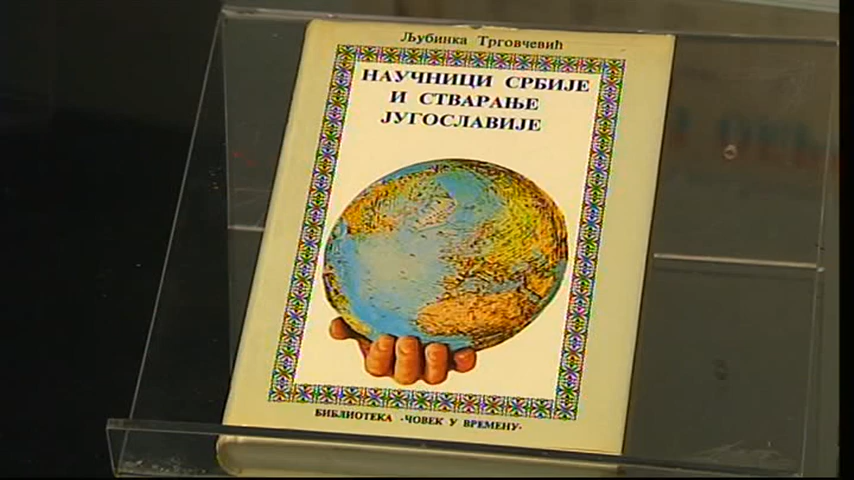 Љубинка Трговчевић
НАУЧНИЦИ СРБИЈЕ
И СТВАРАЊЕ
ЈУГОСЛАВИЈЕ
БИБЛИОТЕКА -ЧОВЕК У ВРЕМЕНУ-